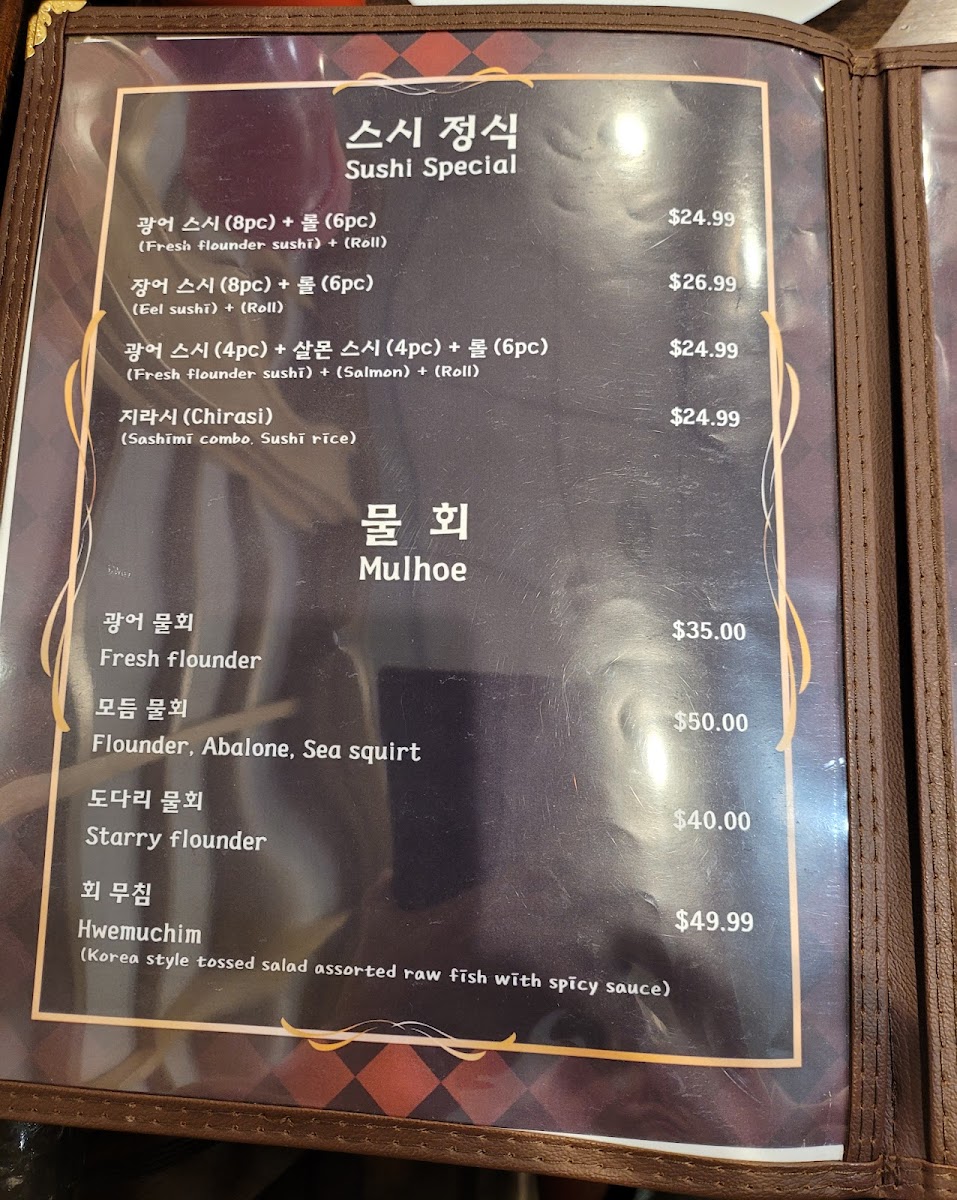 스시 정식
Sushi Special
광어 스시 (8pc) + 롤 (6pc) $24.99
(Fresh flounder sushi) + (Roll)
장어 스시 (8pc) + 롤 (6pc) $26.99
(Eel sushi) + (Roll)
광어 스시 (4pc) + 살몬 스시 (4pc) + 롤 (6pc) $24.99
(Fresh flounder sushi) + (Salmon) + (Roll)
지라시 (Chirasi) $24.99
(Sashimi combo, Sushi rice)
물 회
Mulhoe
광어 물회 $35.00
Fresh flounder
모듬 물회 $50.00
Flounder, Abalone, Sea squirt
도다리 물회 $40.00
Starry flounder
회 무침 $49.99
Hwemuchim
(Korea style tossed salad assorted raw fish with spicy sauce)